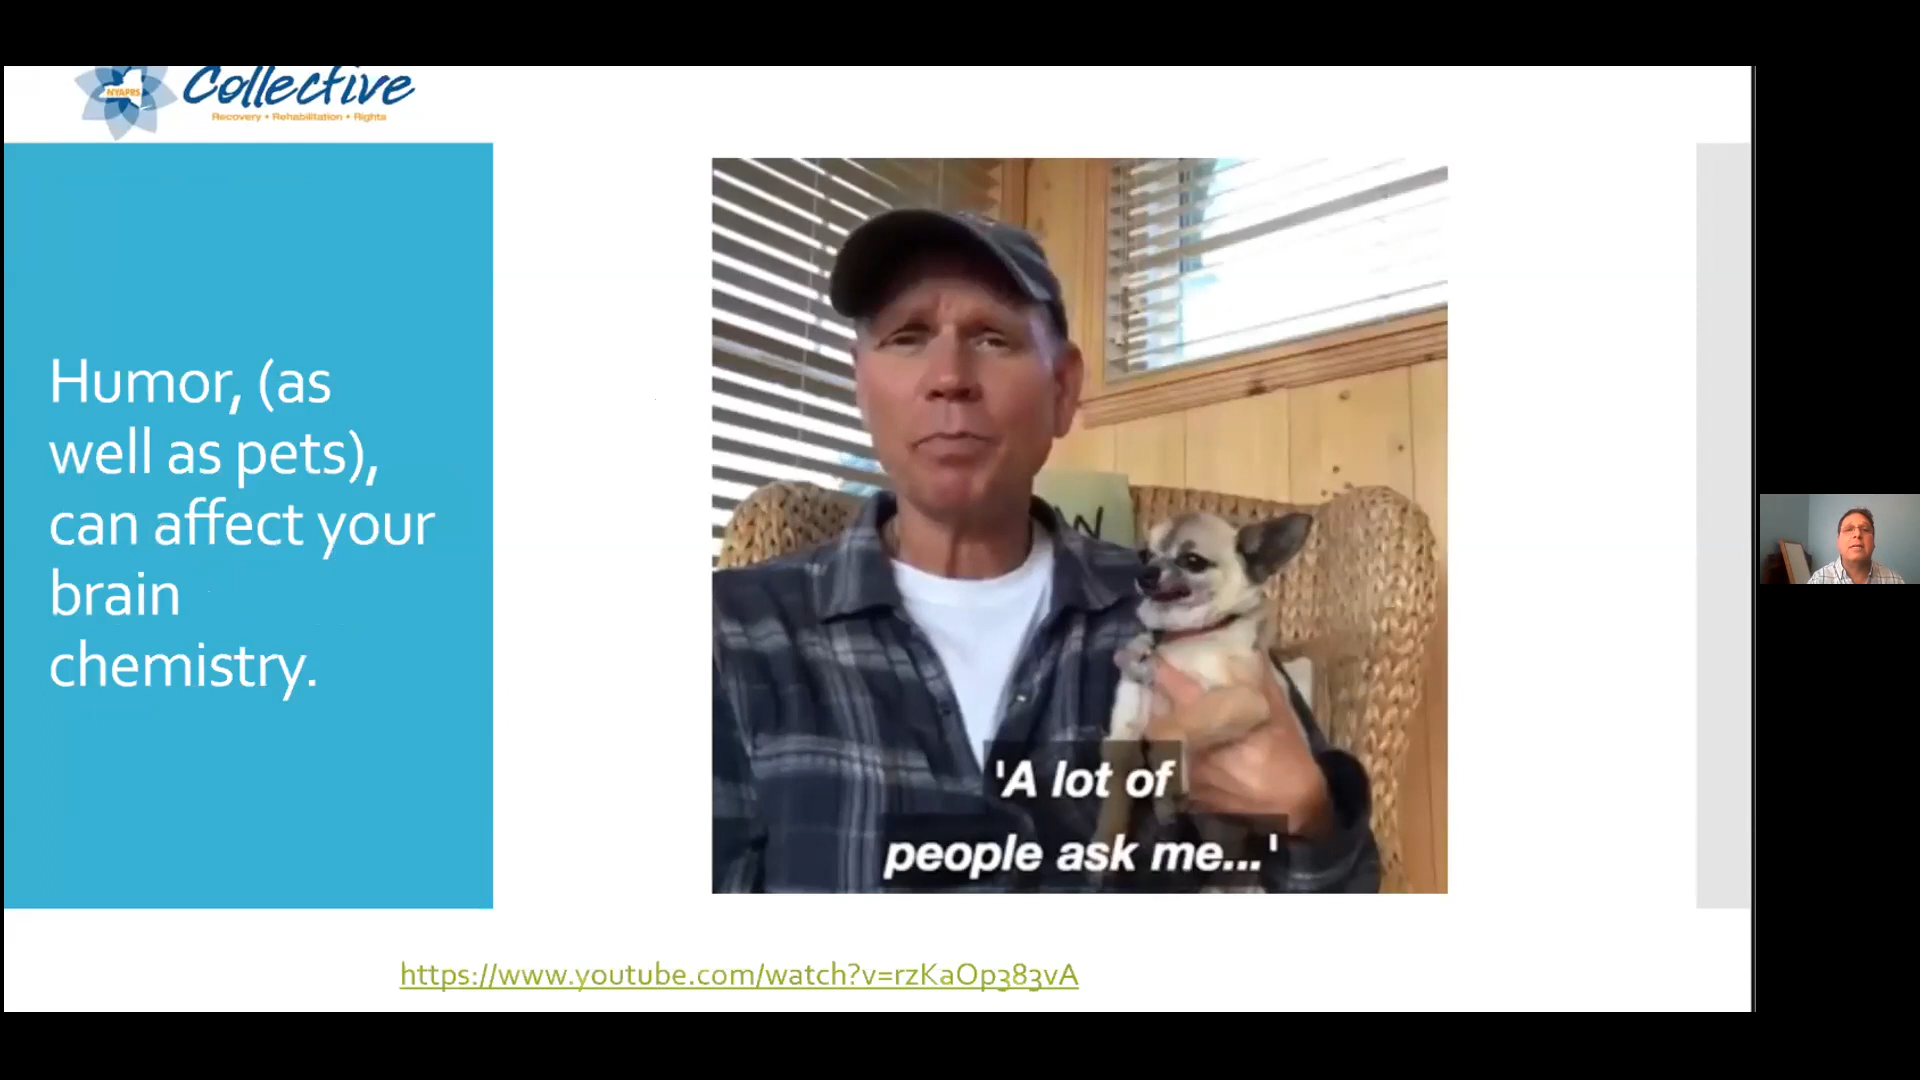 NYAPRS
Collective
Recovery • Rehabilitation • Rights
Humor, (as
well as pets),
can affect your
brain
chemistry.
W
'A lot of
people ask me...'
https://www.youtube.com/watch?v=rzKaOp383vA